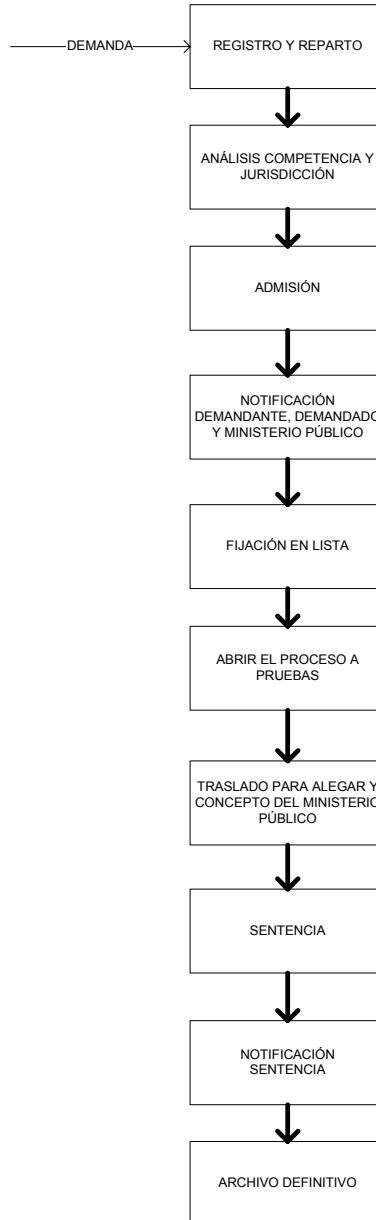 DEMANDA
REGISTRO Y REPARTO
ANÁLISIS COMPETENCIA Y
JURISDICCIÓN
ADMISIÓN
NOTIFICACIÓN
DEMANDANTE, DEMANDADO
Y MINISTERIO PÚBLICO
FIJACIÓN EN LISTA
ABRIR EL PROCESO A
PRUEBAS
TRASLADO PARA ALEGAR Y
CONCEPTO DEL MINISTERIO
PÚBLICO
SENTENCIA
NOTIFICACIÓN
SENTENCIA
ARCHIVO DEFINITIVO